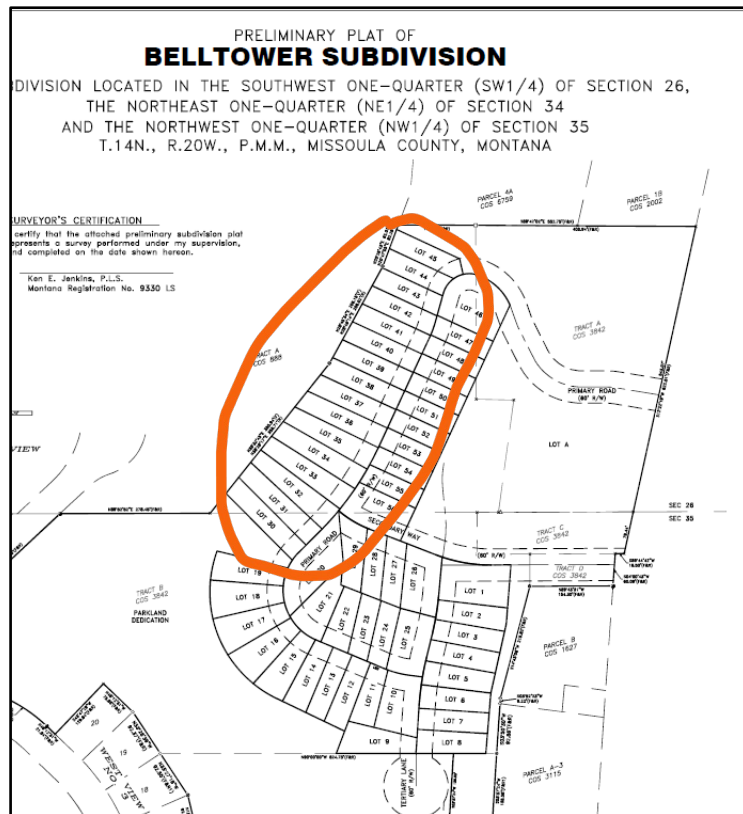 PRELIMINARY PLAT OF
BELLTOWER SUBDIVISION
DIVISION LOCATED IN THE SOUTHWEST ONE-QUARTER (SW1/4) OF SECTION 26,
THE NORTHEAST ONE-QUARTER (NE1/4) OF SECTION 34
AND THE NORTHWEST ONE-QUARTER (NW1/4) OF SECTION 35
T.14N., R.20W., P.M.M., MISSOULA COUNTY, MONTANA
SURVEYOR'S CERTIFICATION
certify that the attached preliminary subdivision plat
epresents a survey performed under my supervision,
nd completed on the date shown hereon.
Ken E. Jenkins, P.L.S.
Montana Registration No. 9330 LS
PARCEL 4A
COS 6759
PARCEL 1B
COS 2002
LOT 45
LOT 44
LOT 43
LOT 42
LOT 41
LOT 40
LOT 39
LOT 38
LOT 37
LOT 36
LOT 35
LOT 34
LOT 33
LOT 32
LOT 31
LOT 30
LOT 46
LOT 47
LOT 48
LOT 49
LOT 50
LOT 51
LOT 52
LOT 53
LOT 54
LOT 55
TRACT A
COS 888
TRACT A
COS 3842
PRIMARY ROAD
(80' R/W)
LOT A
VIEW
SEC 26
SEC 35
SECONDARY WAY
(60' R/W)
TRACT C
COS 3842
TRACT D
COS 3842
PRIMARY ROAD
LOT 19
LOT 18
LOT 17
LOT 16
LOT 15
LOT 14
LOT 13
LOT 12
LOT 11
LOT 10
LOT 9
LOT 21
LOT 22
LOT 23
LOT 24
LOT 25
LOT 26
LOT 27
LOT 28
LOT 1
LOT 2
LOT 3
LOT 4
LOT 5
LOT 6
LOT 7
LOT 8
TRACT B
COS 3842
PARKLAND
DEDICATION
PARCEL B
COS 1627
PARCEL A-3
COS 3115
TERTIARY LANE
(60' R/W)
WEST VIEW
NO. 3
20
19
18